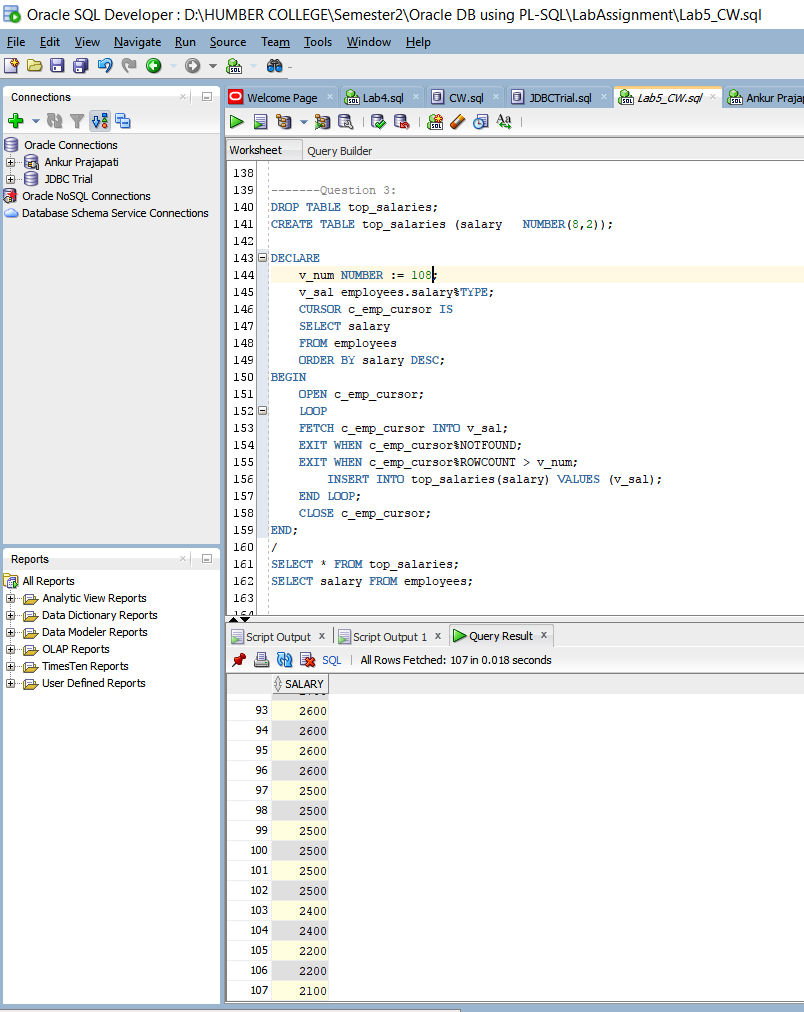 Oracle SQL Developer : D:\HUMBER COLLEGE\Semester2\Oracle DB using PL-SQL\LabAssignment\Lab5_CW.sql
File Edit View Navigate Run Source Team Tools Window Help
Connections
Oracle Connections
Ankur Prajapati
JDBC Trial
Oracle NoSQL Connections
Database Schema Service Connections
Reports
All Reports
Analytic View Reports
Data Dictionary Reports
Data Modeler Reports
OLAP Reports
TimesTen Reports
User Defined Reports
Welcome Page Lab4.sql CW.sql JDBCTrial.sql Lab5_CW.sql Ankur Prajap
Worksheet Query Builder
138
139 -------Question 3:
140 DROP TABLE top_salaries;
141 CREATE TABLE top_salaries (salary   NUMBER(8,2));
142
143 DECLARE
144     v_num NUMBER := 108;
145     v_sal employees.salary%TYPE;
146     CURSOR c_emp_cursor IS
147     SELECT salary
148     FROM employees
149     ORDER BY salary DESC;
150 BEGIN
151     OPEN c_emp_cursor;
152     LOOP
153     FETCH c_emp_cursor INTO v_sal;
154     EXIT WHEN c_emp_cursor%NOTFOUND;
155     EXIT WHEN c_emp_cursor%ROWCOUNT > v_num;
156         INSERT INTO top_salaries(salary) VALUES (v_sal);
157     END LOOP;
158     CLOSE c_emp_cursor;
159 END;
160 /
161 SELECT * FROM top_salaries;
162 SELECT salary FROM employees;
163
164
Script Output x Script Output 1 x Query Result x
SQL | All Rows Fetched: 107 in 0.018 seconds
SALARY
93 2600
94 2600
95 2600
96 2600
97 2500
98 2500
99 2500
100 2500
101 2500
102 2500
103 2400
104 2400
105 2200
106 2200
107 2100